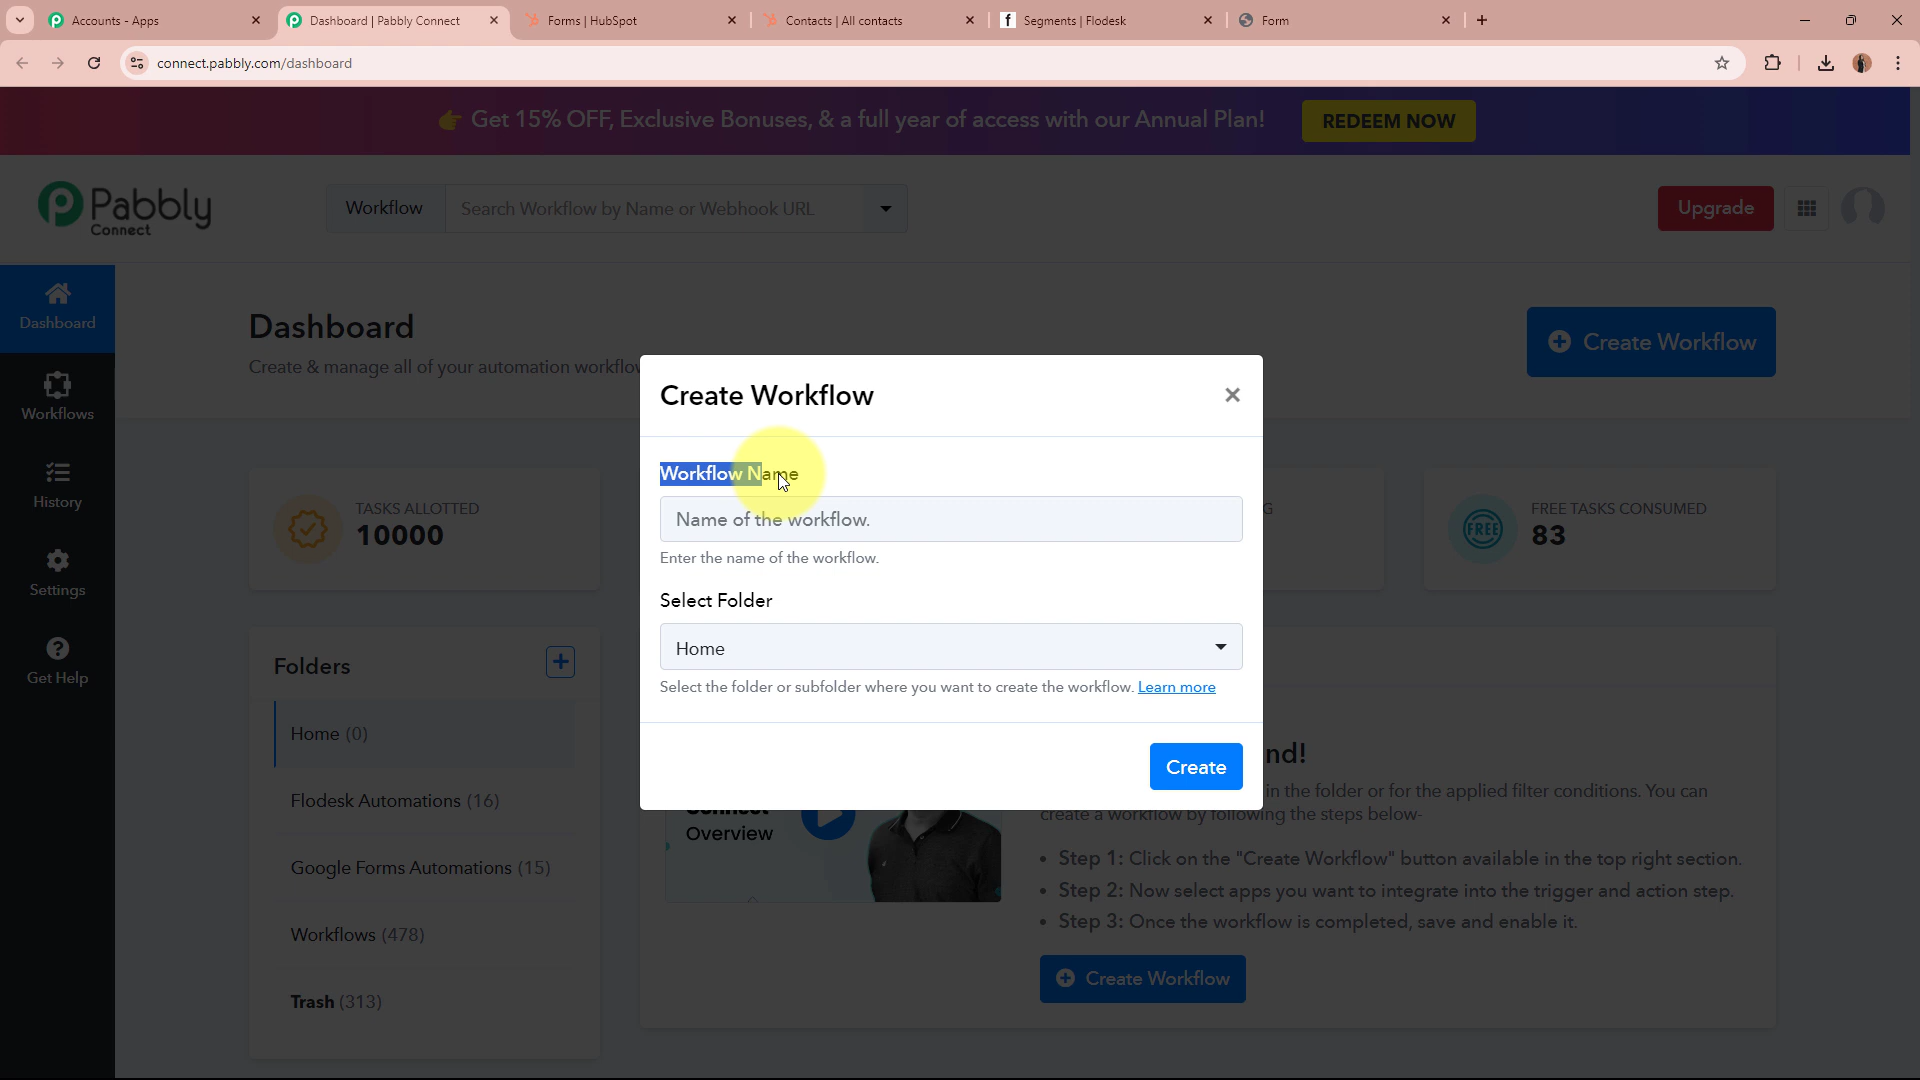 Accounts - Apps
Dashboard | Pabbly Connect
Forms | HubSpot
Contacts | All contacts
Segments | Flodesk
Form
connect.pabbly.com/dashboard
Get 15% OFF, Exclusive Bonuses, & a full year of access with our Annual Plan!
REDEEM NOW
Pabbly
Connect
Workflow
Search Workflow by Name or Webhook URL
Upgrade
Dashboard
Workflows
History
Settings
Get Help
Dashboard
Create & manage all of your automation workflow
Create Workflow
TASKS ALLOTTED
10000
G
FREE
FREE TASKS CONSUMED
83
Create Workflow
Workflow Name
Name of the workflow.
Enter the name of the workflow.
Select Folder
Home
Select the folder or subfolder where you want to create the workflow. Learn more
Create
Folders
Home (0)
Flodesk Automations (16)
Google Forms Automations (15)
Workflows (478)
Trash (313)
Connect
Overview
nd!
in the folder or for the applied filter conditions. You can
create a workflow by following the steps below-
• Step 1: Click on the "Create Workflow" button available in the top right section.
• Step 2: Now select apps you want to integrate into the trigger and action step.
• Step 3: Once the workflow is completed, save and enable it.
Create Workflow